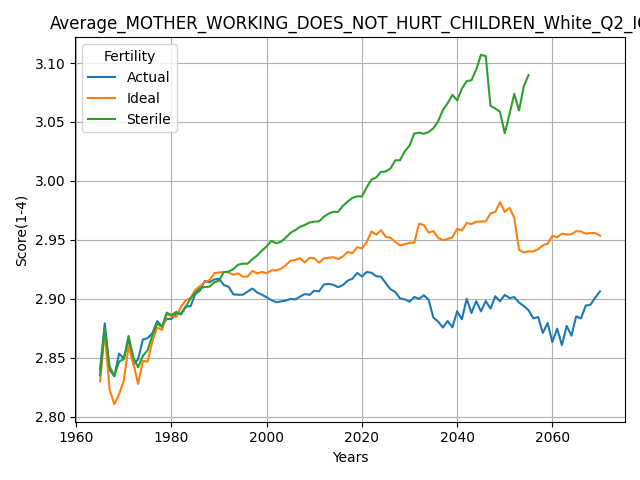 Average_MOTHER_WORKING_DOES_NOT_HURT_CHILDREN_White_Q2_I
Fertility
Actual
Ideal
Sterile
3.10
3.05
3.00
2.95
2.90
2.85
2.80
Score(1-4)
1960 1980 2000 2020 2040 2060
Years